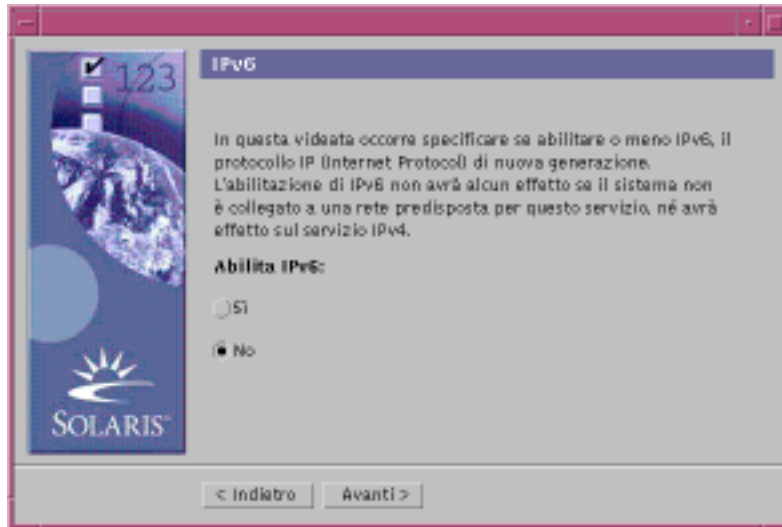 123
IPv6
In questa videata occorre specificare se abilitare o meno IPv6, il
protocollo IP (Internet Protocol) di nuova generazione.
L'abilitazione di IPv6 non avrà alcun effetto se il sistema non
è collegato a una rete predisposta per questo servizio, né avrà
effetto sul servizio IPv4.
Abilita IPv6:
Sì
No
SOLARIS™
< Indietro
Avanti >